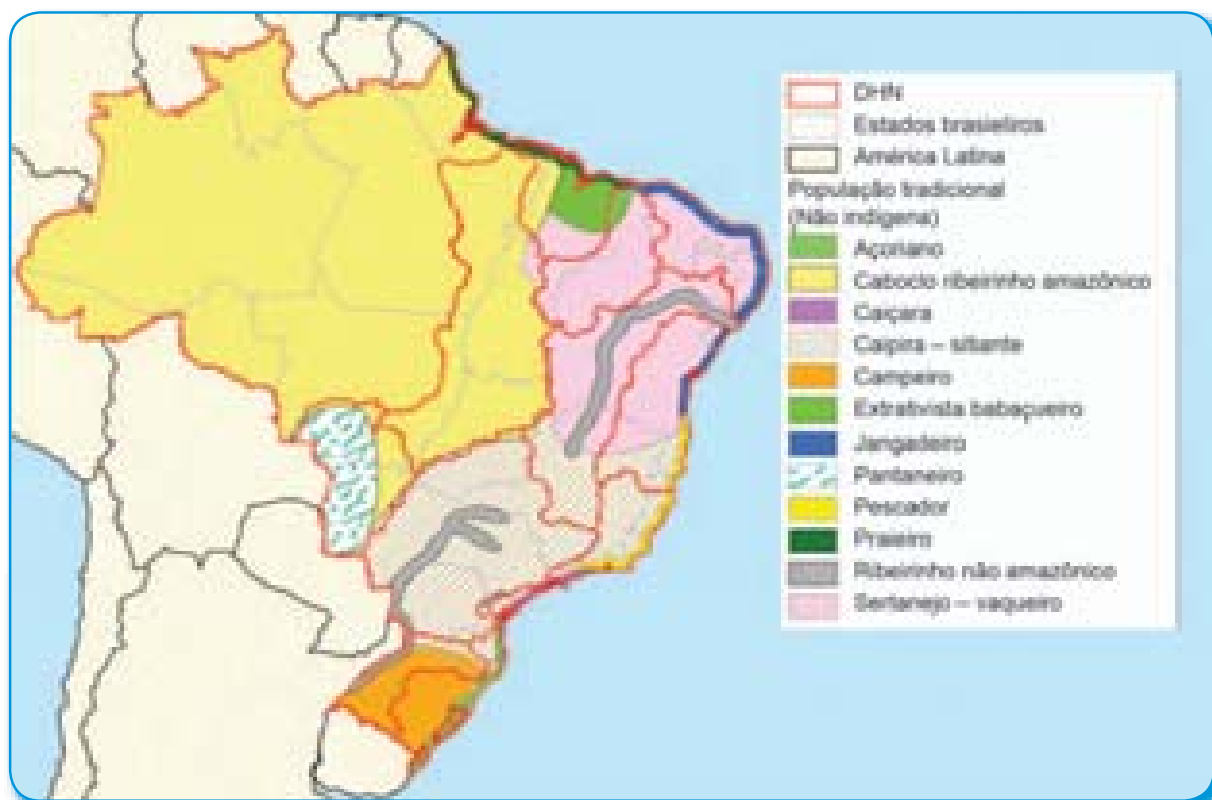 DHN
Estados brasileiros
América Latina
População tradicional
(Não indígena)
Açoriano
Caboclo ribeirinho amazônico
Caiçara
Caipira – sitiante
Campeiro
Extrativista babaçueiro
Jangadeiro
Pantaneiro
Pescador
Praieiro
Ribeirinho não amazônico
Sertanejo – vaqueiro